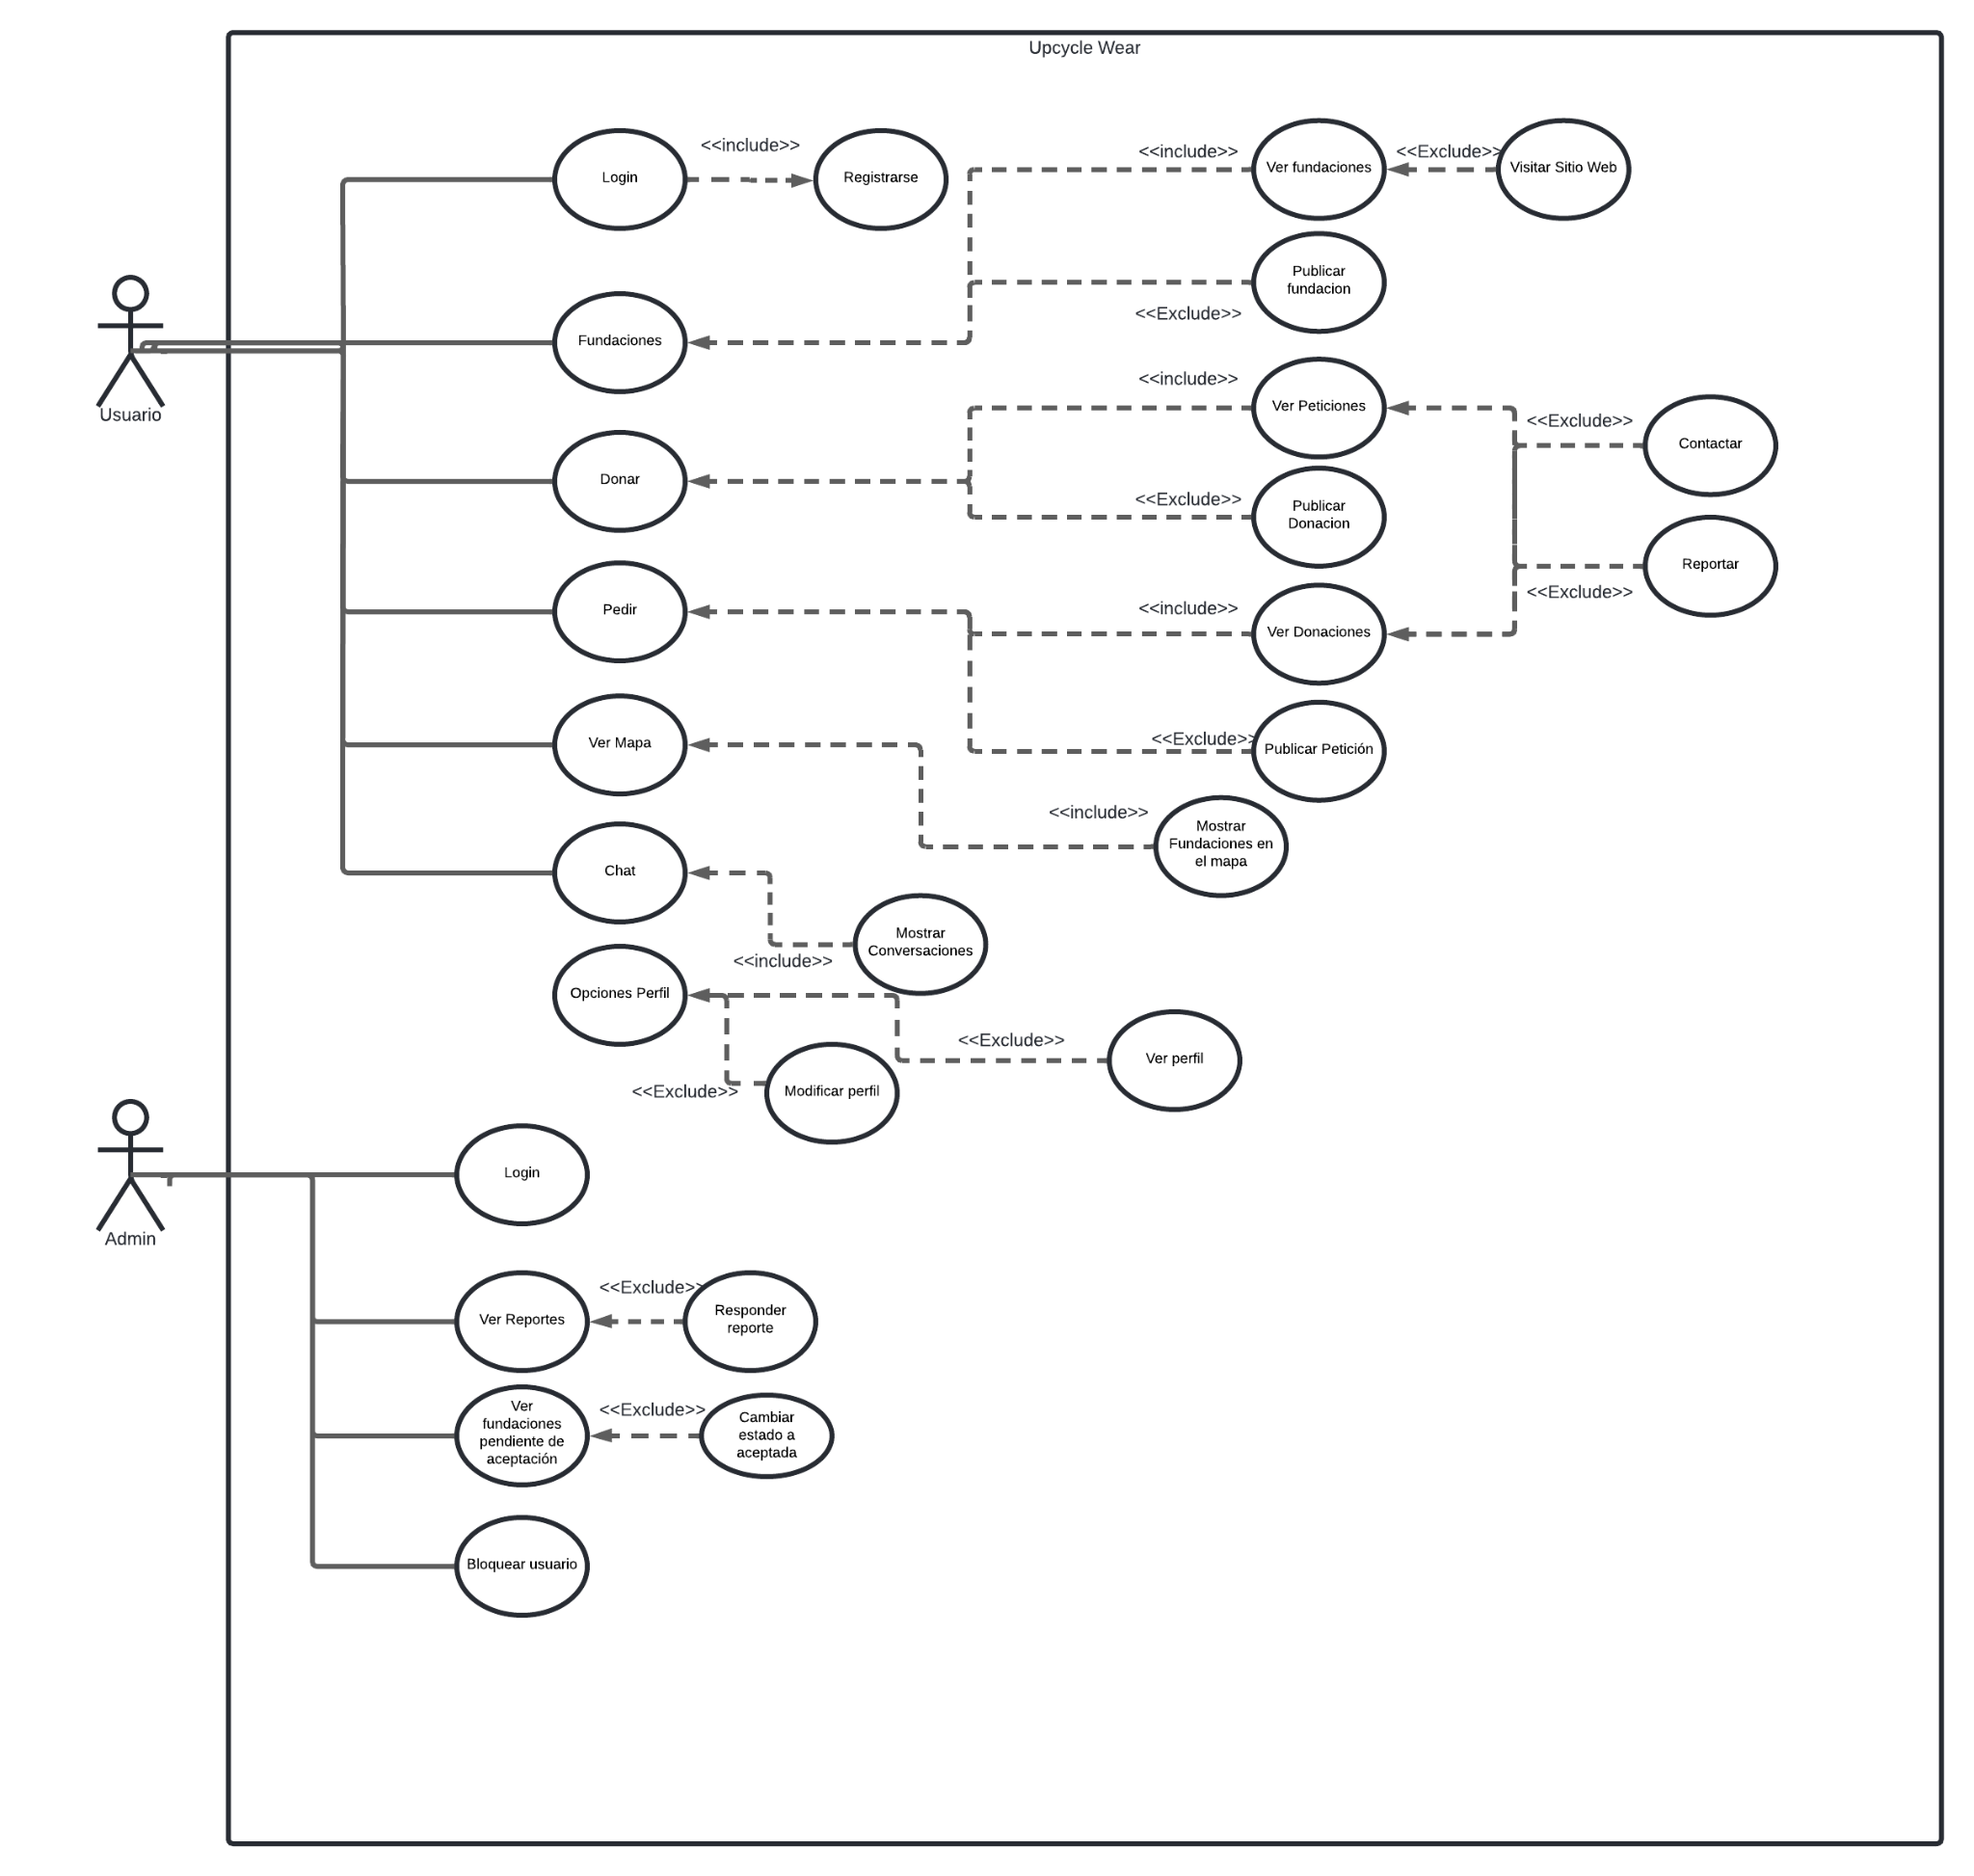 Upcycle Wear
Login
<<include>>
Registrarse
<<include>>
Ver fundaciones
<<Exclude>>
Visitar Sitio Web
Publicar
fundacion
<<Exclude>>
Fundaciones
Usuario
<<include>>
Ver Peticiones
<<Exclude>>
Contactar
Donar
<<Exclude>>
Publicar
Donacion
Reportar
<<Exclude>>
Pedir
<<include>>
Ver Donaciones
Ver Mapa
<<Exclude>>
Publicar Petición
<<include>>
Mostrar
Fundaciones en
el mapa
Chat
Mostrar
Conversaciones
<<include>>
Opciones Perfil
<<Exclude>>
Ver perfil
<<Exclude>>
Modificar perfil
Login
Admin
Ver Reportes
<<Exclude>>
Responder
reporte
Ver
fundaciones
pendiente de
aceptación
<<Exclude>>
Cambiar
estado a
aceptada
Bloquear usuario